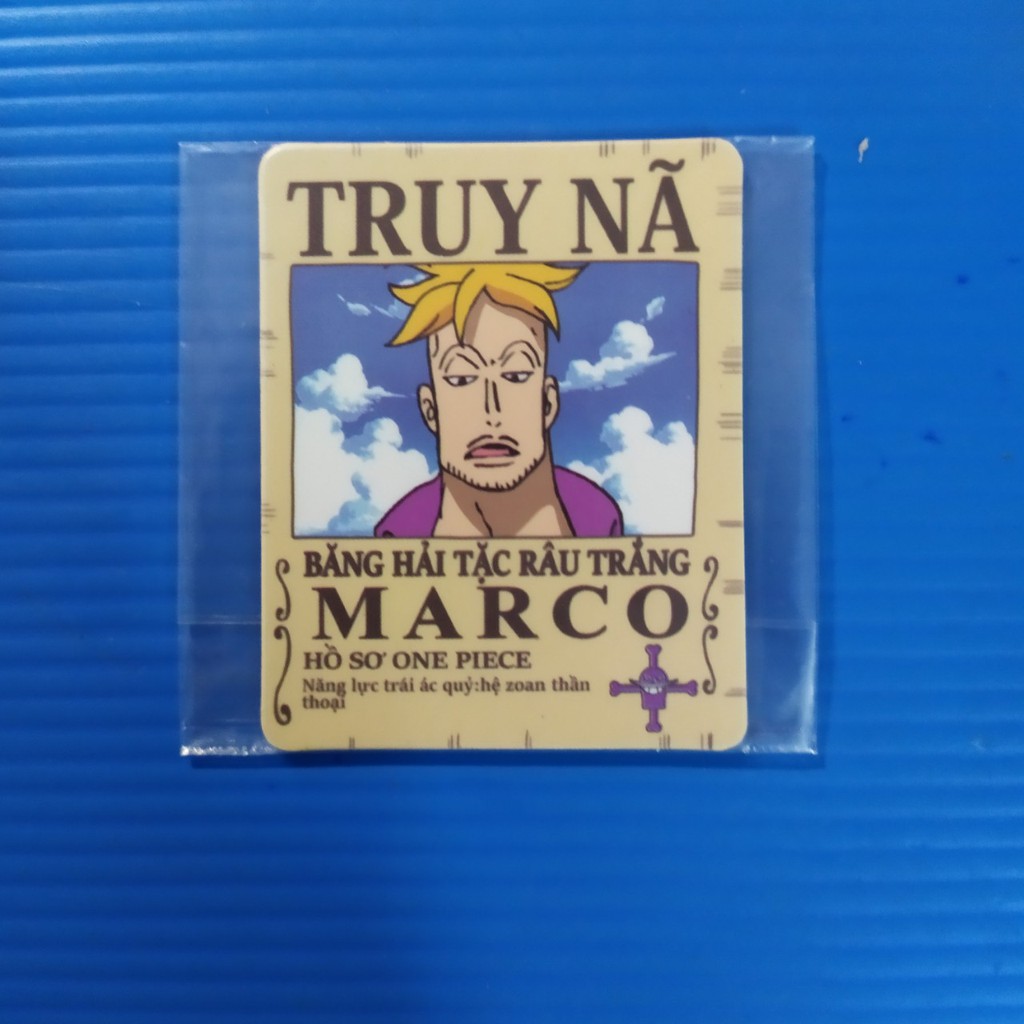 TRUY NÃ
BĂNG HẢI TẶC RÂU TRẮNG
MARCO
HỒ SƠ ONE PIECE
Năng lực trái ác quỷ:hệ zoan thần
thoại